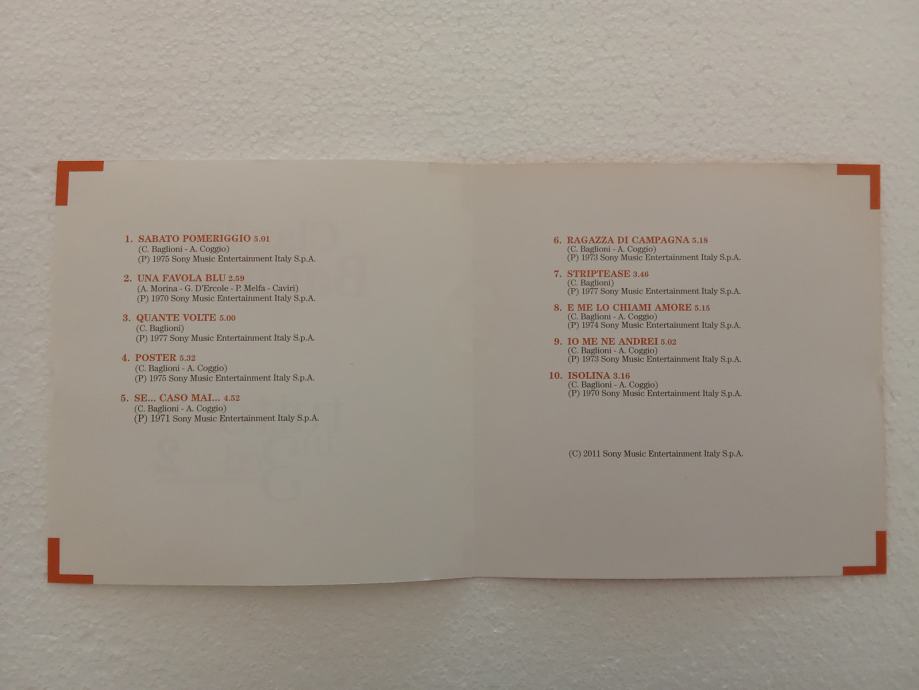 1. SABATO POMERIGGIO 5.01
(C. Baglioni - A. Coggio)
(P) 1975 Sony Music Entertainment Italy S.p.A.
2. UNA FAVOLA BLU 2.59
(A. Morina - G. D'Ercole - P. Melfa - Caviri)
(P) 1970 Sony Music Entertainment Italy S.p.A.
3. QUANTE VOLTE 5.00
(C. Baglioni)
(P) 1977 Sony Music Entertainment Italy S.p.A.
4. POSTER 5.32
(C. Baglioni - A. Coggio)
(P) 1975 Sony Music Entertainment Italy S.p.A.
5. SE... CASO MAI... 4.52
(C. Baglioni - A. Coggio)
(P) 1971 Sony Music Entertainment Italy S.p.A.
6. RAGAZZA DI CAMPAGNA 5.18
(C. Baglioni - A. Coggio)
(P) 1973 Sony Music Entertainment Italy S.p.A.
7. STRIPTEASE 3.46
(C. Baglioni)
(P) 1977 Sony Music Entertainment Italy S.p.A.
8. E ME LO CHIAMI AMORE 5.15
(C. Baglioni - A. Coggio)
(P) 1974 Sony Music Entertainment Italy S.p.A.
9. IO ME NE ANDREI 5.02
(C. Baglioni - A. Coggio)
(P) 1973 Sony Music Entertainment Italy S.p.A.
10. ISOLINA 3.16
(C. Baglioni - A. Coggio)
(P) 1970 Sony Music Entertainment Italy S.p.A.
(C) 2011 Sony Music Entertainment Italy S.p.A.